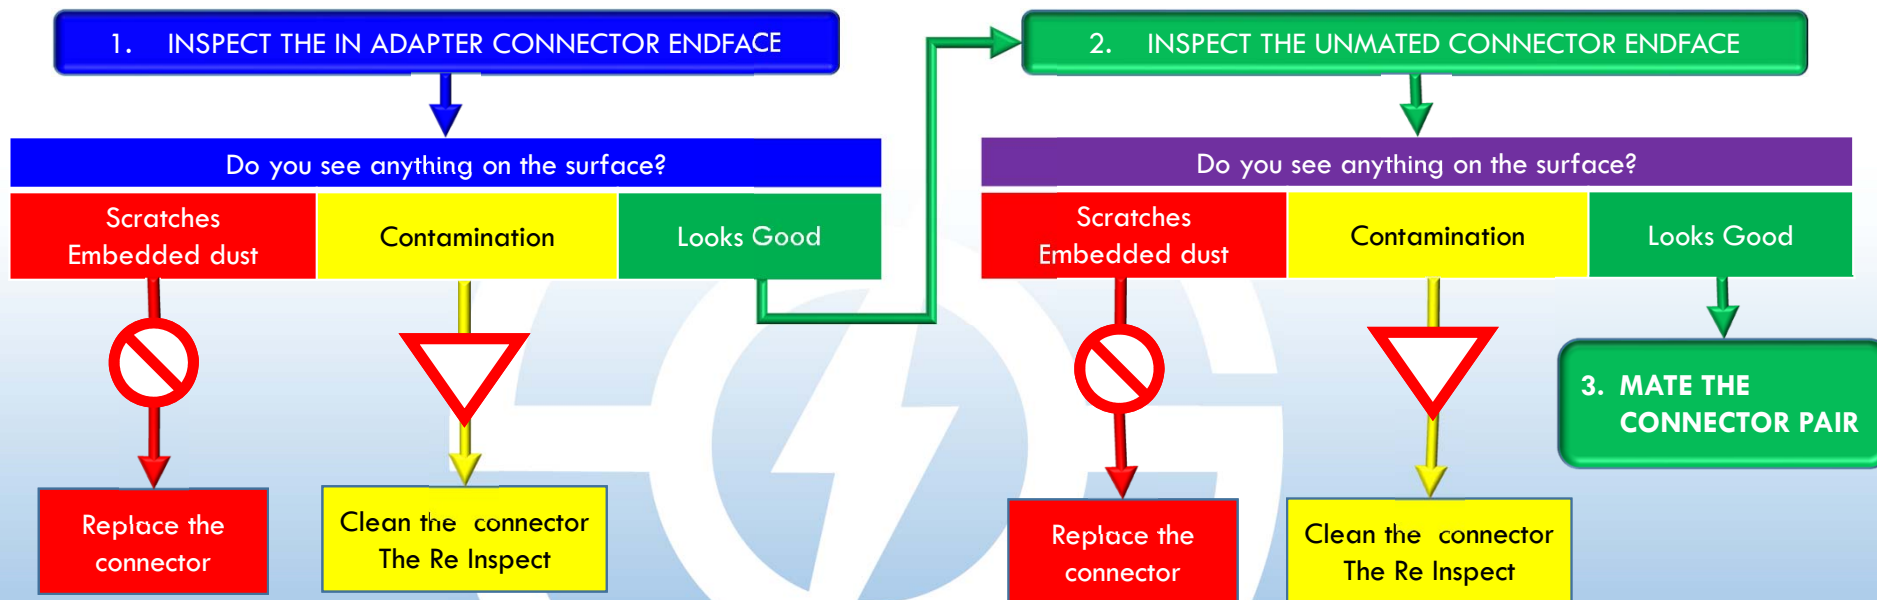 1. INSPECT THE IN ADAPTER CONNECTOR ENDFACE
Do you see anything on the surface?
Scratches
Embedded dust
Contamination
Looks Good
Replace the
connector
Clean the connector
The Re Inspect
2. INSPECT THE UNMATED CONNECTOR ENDFACE
Do you see anything on the surface?
Scratches
Embedded dust
Contamination
Looks Good
Replace the
connector
Clean the connector
The Re Inspect
3. MATE THE
CONNECTOR PAIR